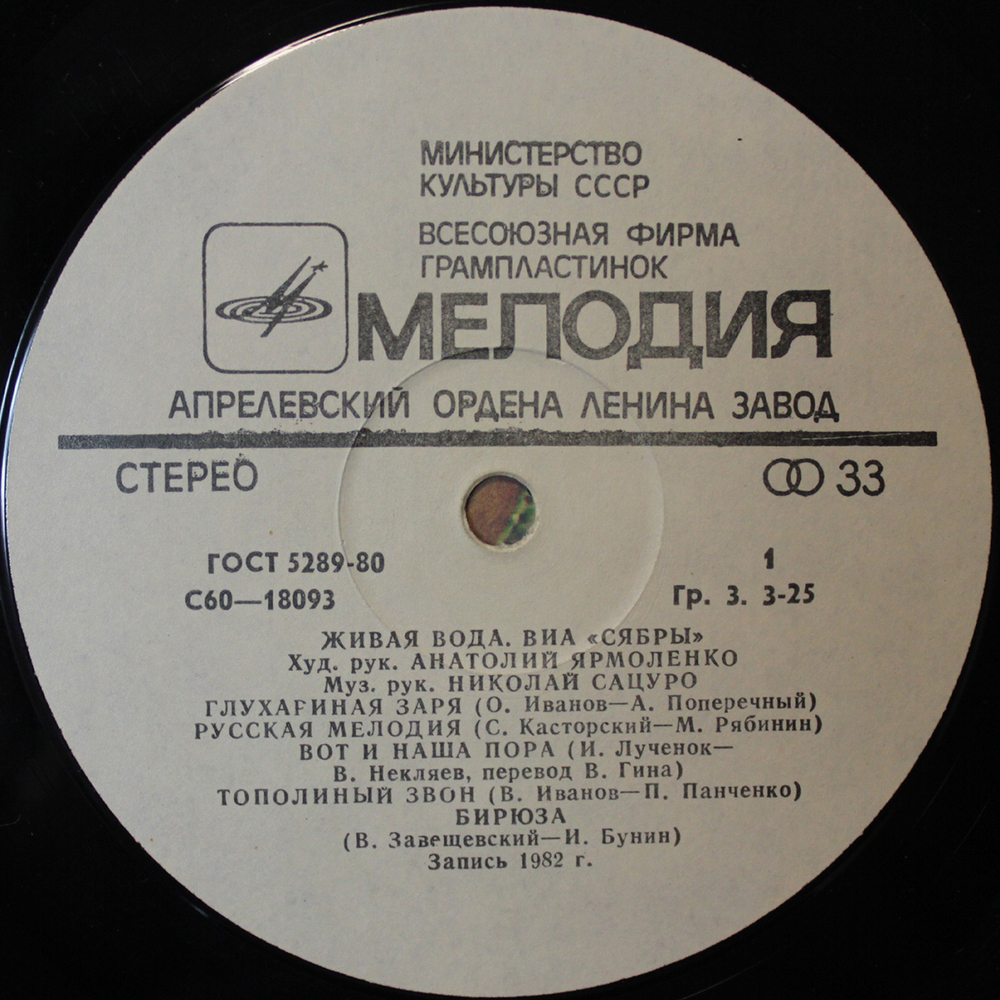 МИНИСТЕРСТВО
КУЛЬТУРЫ СССР
ВСЕСОЮЗНАЯ ФИРМА
ГРАМПЛАСТИНОК
МЕЛОДИЯ
АПРЕЛЕВСКИЙ ОРДЕНА ЛЕНИНА ЗАВОД
СТЕРЕО 33
ГОСТ 5289-80 1
С60—18093 Гр. 3. 3-25
ЖИВАЯ ВОДА. ВИА «СЯБРЫ»
Худ. рук. АНАТОЛИЙ ЯРМОЛЕНКО
Муз. рук. НИКОЛАЙ САЦУРО
ГЛУХАРИНАЯ ЗАРЯ (О. Иванов—А. Поперечный)
РУССКАЯ МЕЛОДИЯ (С. Касторский—М. Рябинин)
ВОТ И НАША ПОРА (И. Лученок—
В. Некляев, перевод В. Гина)
ТОПОЛИНЫЙ ЗВОН (В. Иванов—П. Панченко)
БИРЮЗА
(В. Завещевский—И. Бунин)
Запись 1982 г.